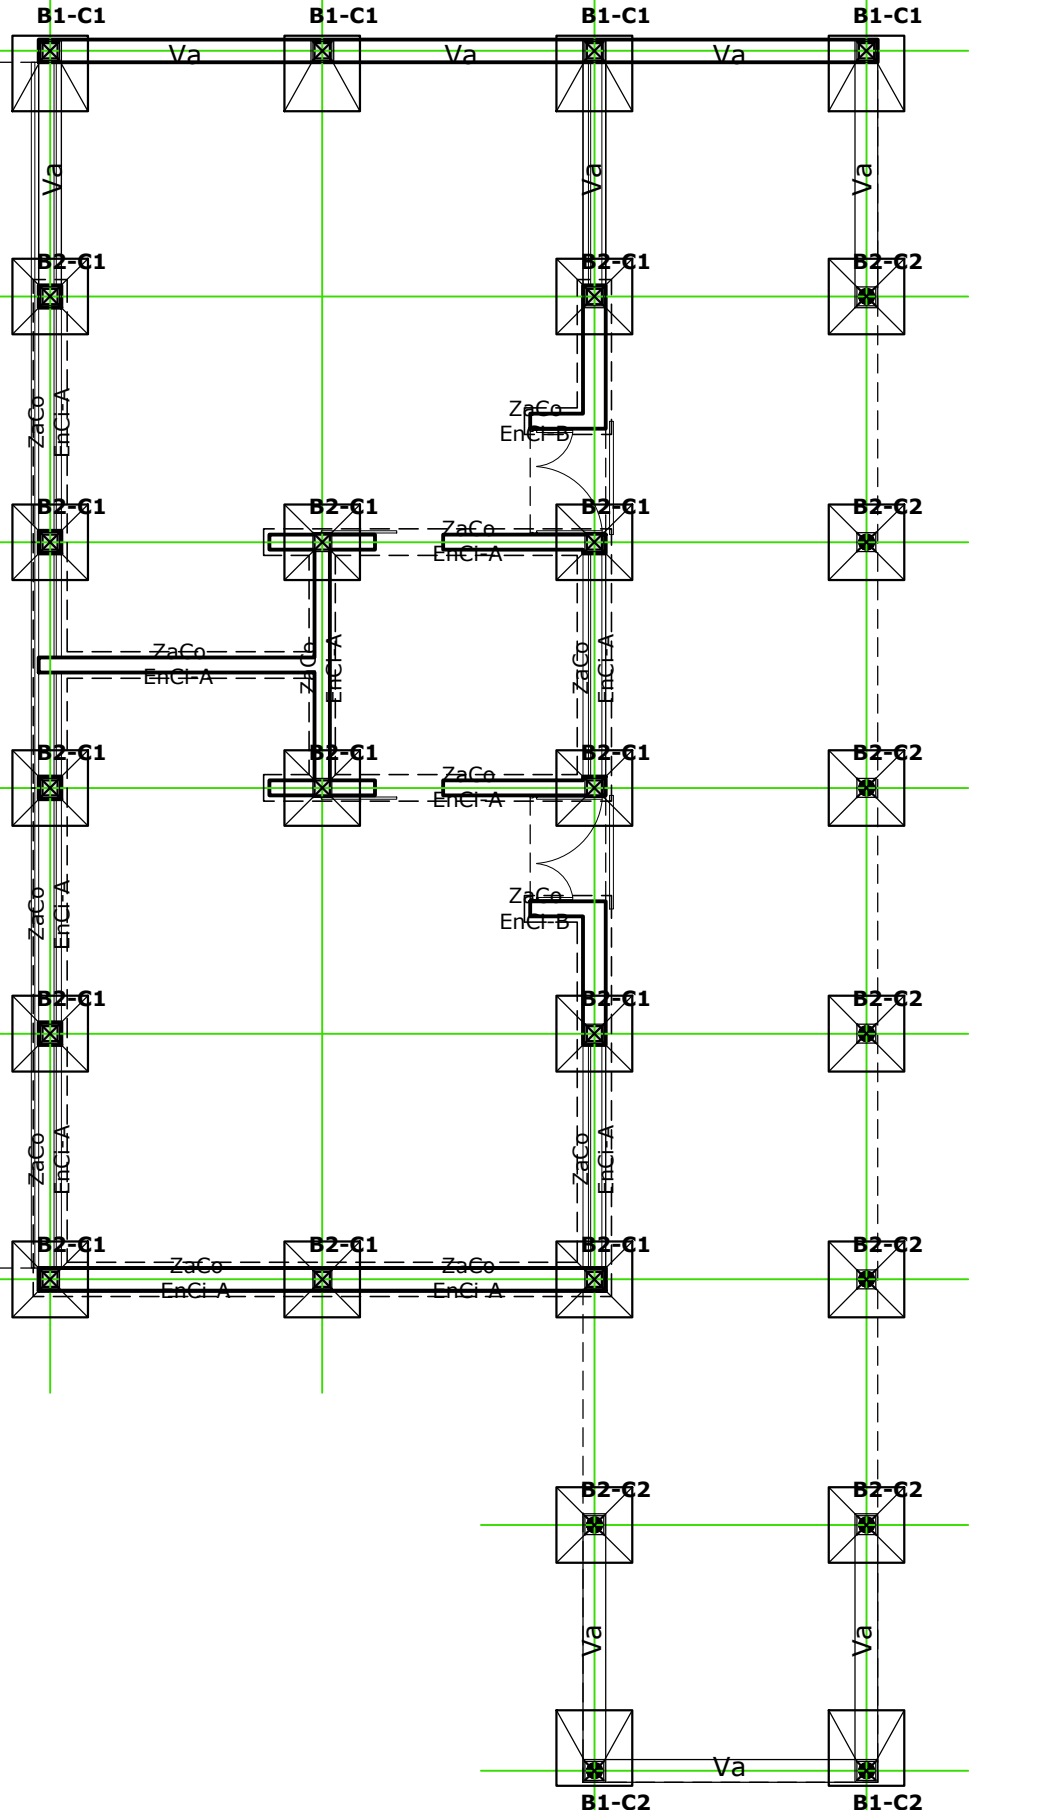 B1-C1 B1-C1 B1-C1 B1-C1
Va Va Va
Va Va Va
B2-C1 B2-C1 B2-C2
ZaCo
EnCi-A
ZaCo
EnCi-B
B2-C1 B2-C1 B2-C1 B2-C2
ZaCo
EnCi-A
ZaCo
EnCi-A
ZaCo
EnCi-A
ZaCo
EnCi-A
B2-C1 B2-C1 B2-C1 B2-C2
ZaCo
EnCi-A
ZaCo
EnCi-A
ZaCo
EnCi-B
B2-C1 B2-C1 B2-C2
ZaCo
EnCi-A
ZaCo
EnCi-A
B2-C1 B2-C1 B2-C1 B2-C2
ZaCo ZaCo
EnCi-A EnCi-A
B2-C2 B2-C2
Va Va
Va
B1-C2 B1-C2